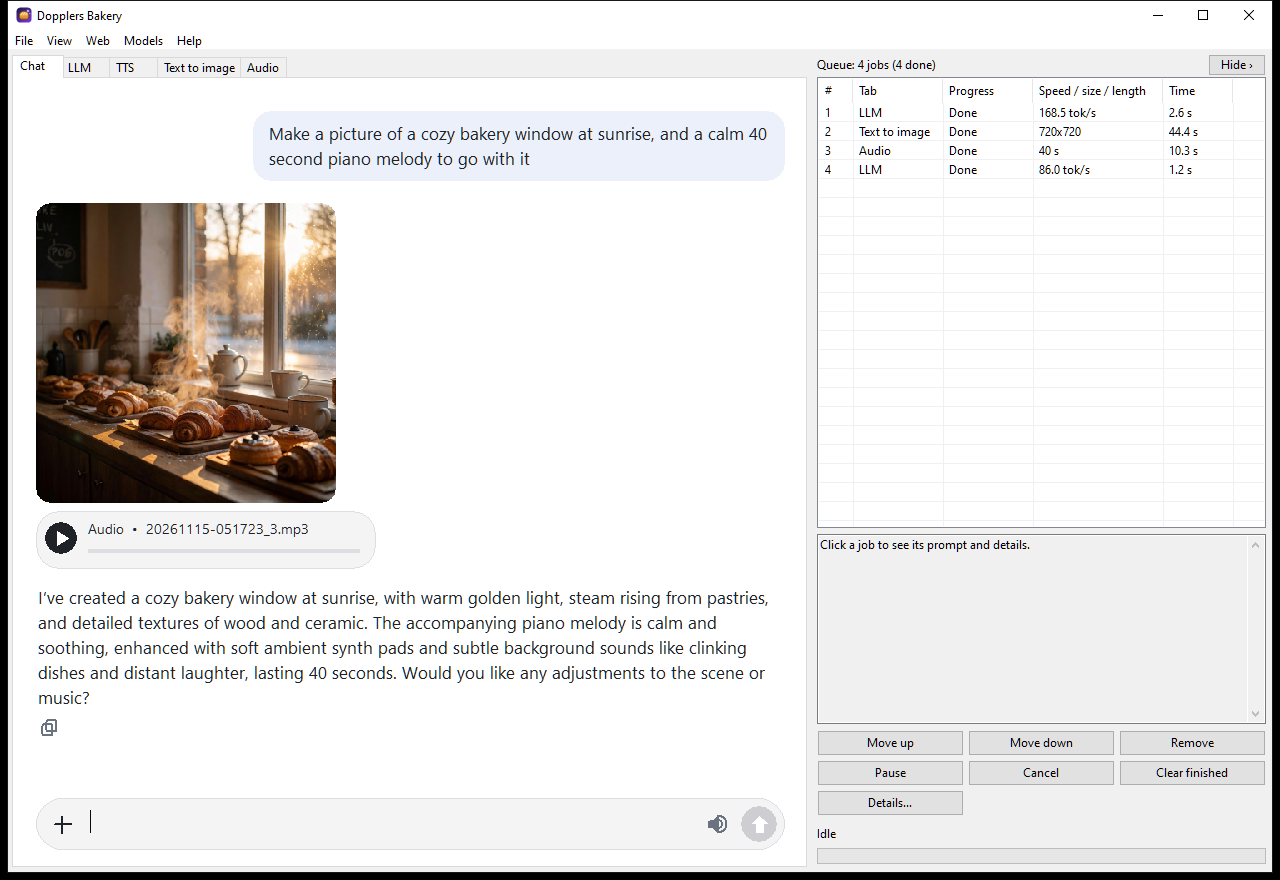 Dopplers Bakery
File View Web Models Help
Chat LLM TTS Text to image Audio
Make a picture of a cozy bakery window at sunrise, and a calm 40
second piano melody to go with it
Audio • 20261115-051723_3.mp3
I've created a cozy bakery window at sunrise, with warm golden light, steam rising from pastries,
and detailed textures of wood and ceramic. The accompanying piano melody is calm and
soothing, enhanced with soft ambient synth pads and subtle background sounds like clinking
dishes and distant laughter, lasting 40 seconds. Would you like any adjustments to the scene or
music?
Queue: 4 jobs (4 done) Hide ›
# Tab Progress Speed / size / length Time
1 LLM Done 168.5 tok/s 2.6 s
2 Text to image Done 720x720 44.4 s
3 Audio Done 40 s 10.3 s
4 LLM Done 86.0 tok/s 1.2 s
Click a job to see its prompt and details.
Move up Move down Remove
Pause Cancel Clear finished
Details...
Idle